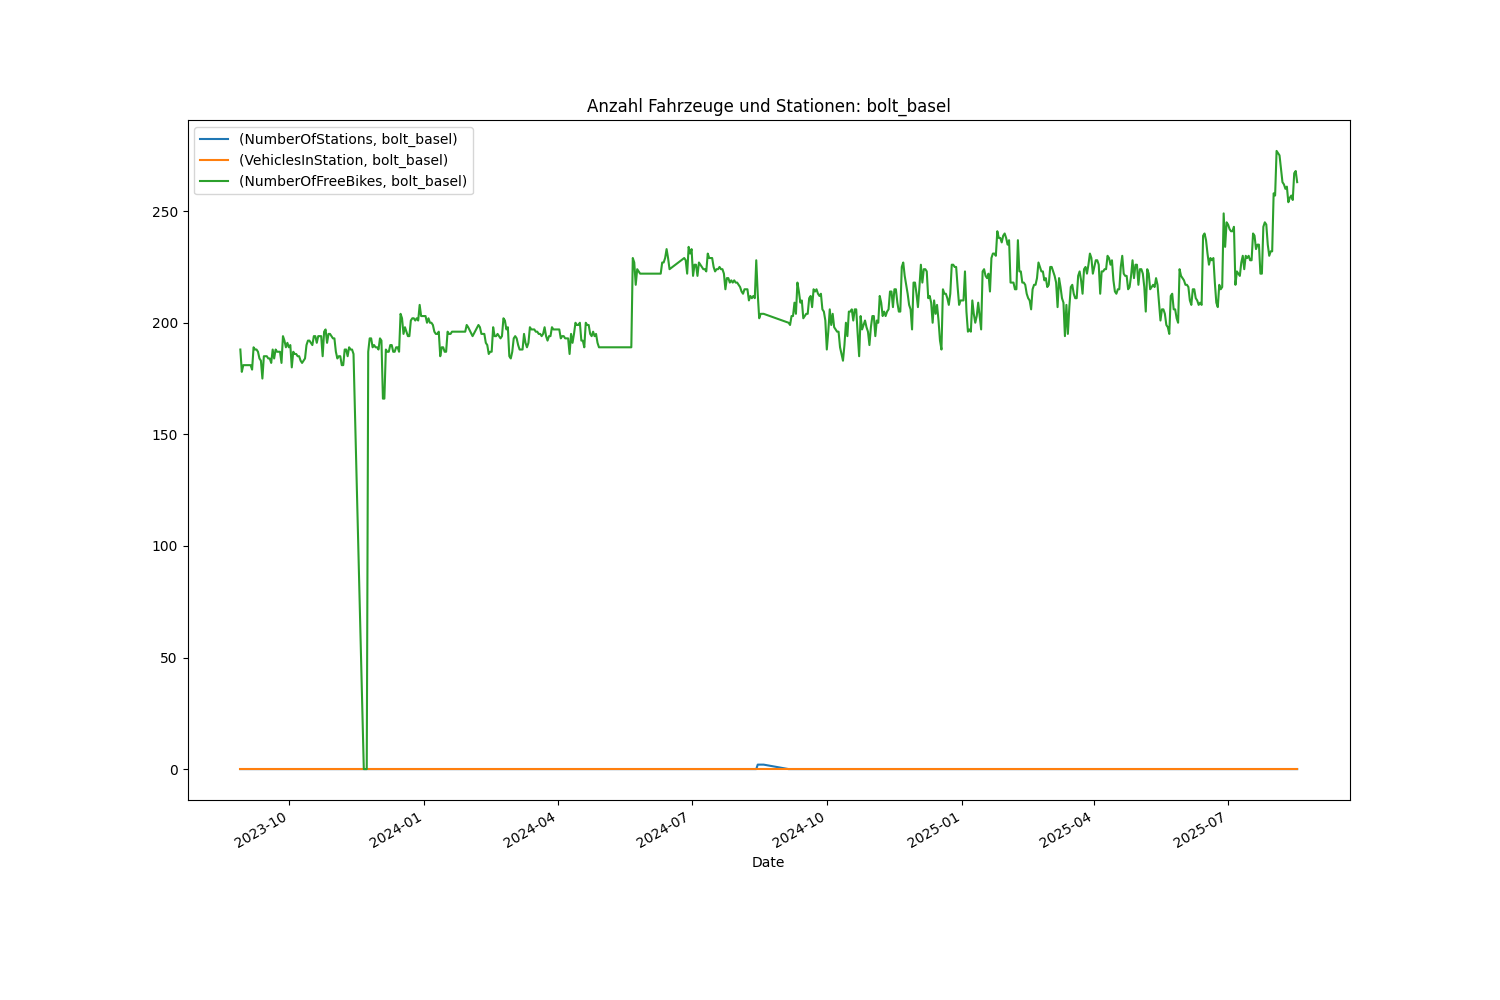 Anzahl Fahrzeuge und Stationen: bolt_basel
(NumberOfStations, bolt_basel)
(VehiclesInStation, bolt_basel)
(NumberOfFreeBikes, bolt_basel)
250
200
150
100
50
0
2023-10
2024-01
2024-04
2024-07
2024-10
2025-01
2025-04
2025-07
Date